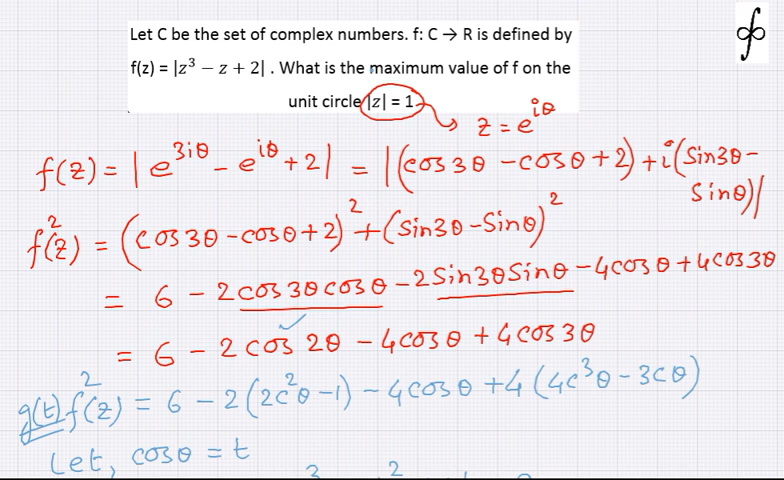 Let C be the set of complex numbers. f: C → R is defined by
f(z) = |z³ − z + 2| . What is the maximum value of f on the
unit circle |z| = 1
z = e^{iθ}
f(z) = | e^{3iθ} - e^{iθ} + 2 | = | (cos3θ - cosθ + 2) + i (sin3θ -
sinθ) |
f²(z) = (cos3θ - cosθ + 2)² + (sin3θ - sinθ)²
= 6 - 2cos3θcosθ - 2sin3θsinθ - 4cosθ + 4cos3θ
= 6 - 2cos2θ - 4cosθ + 4cos3θ
g(t) f²(z) = 6 - 2(2c²θ - 1) - 4cosθ + 4(4c³θ - 3cθ)
Let, cosθ = t